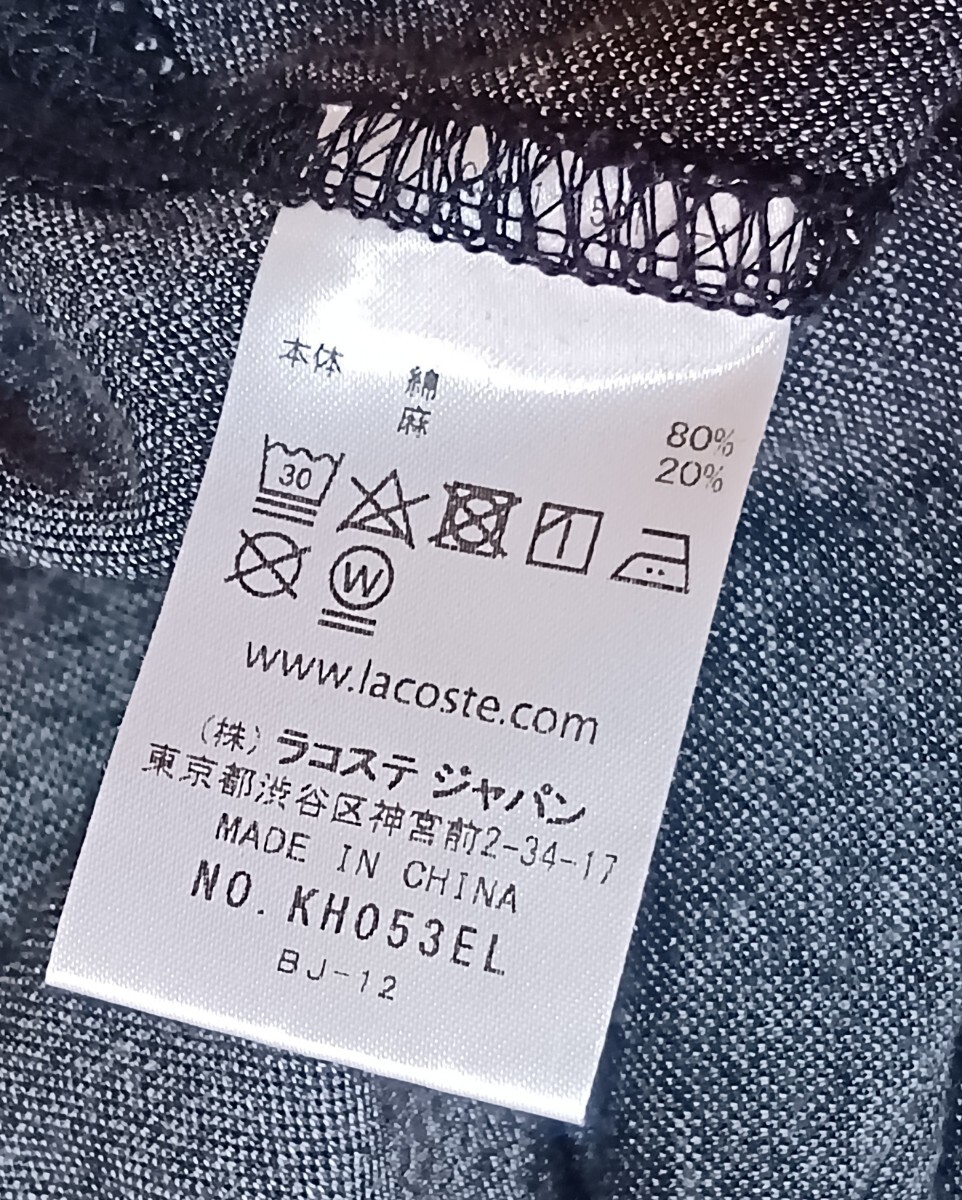 本体 綿 80%
麻 20%
30
W
www.lacoste.com
(株)ラコステ ジャパン
東京都渋谷区神宮前2-34-17
MADE IN CHINA
NO. KH053EL
BJ-12